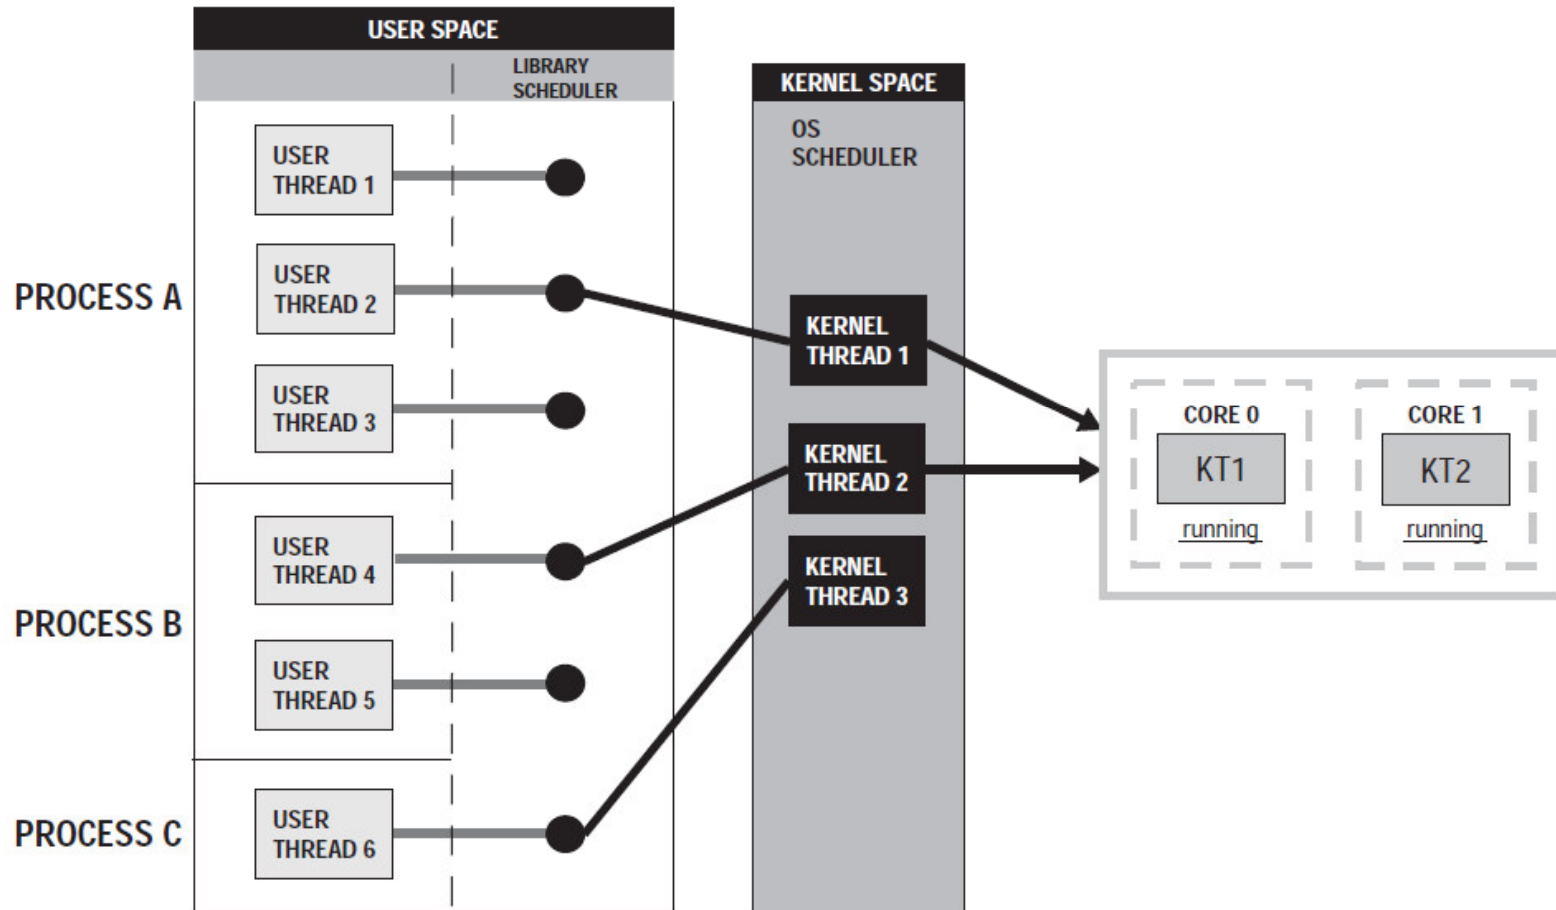 USER SPACE
LIBRARY
SCHEDULER
KERNEL SPACE
OS
SCHEDULER
PROCESS A
USER
THREAD 1
USER
THREAD 2
USER
THREAD 3
PROCESS B
USER
THREAD 4
USER
THREAD 5
PROCESS C
USER
THREAD 6
KERNEL
THREAD 1
KERNEL
THREAD 2
KERNEL
THREAD 3
CORE 0
KT1
running
CORE 1
KT2
running